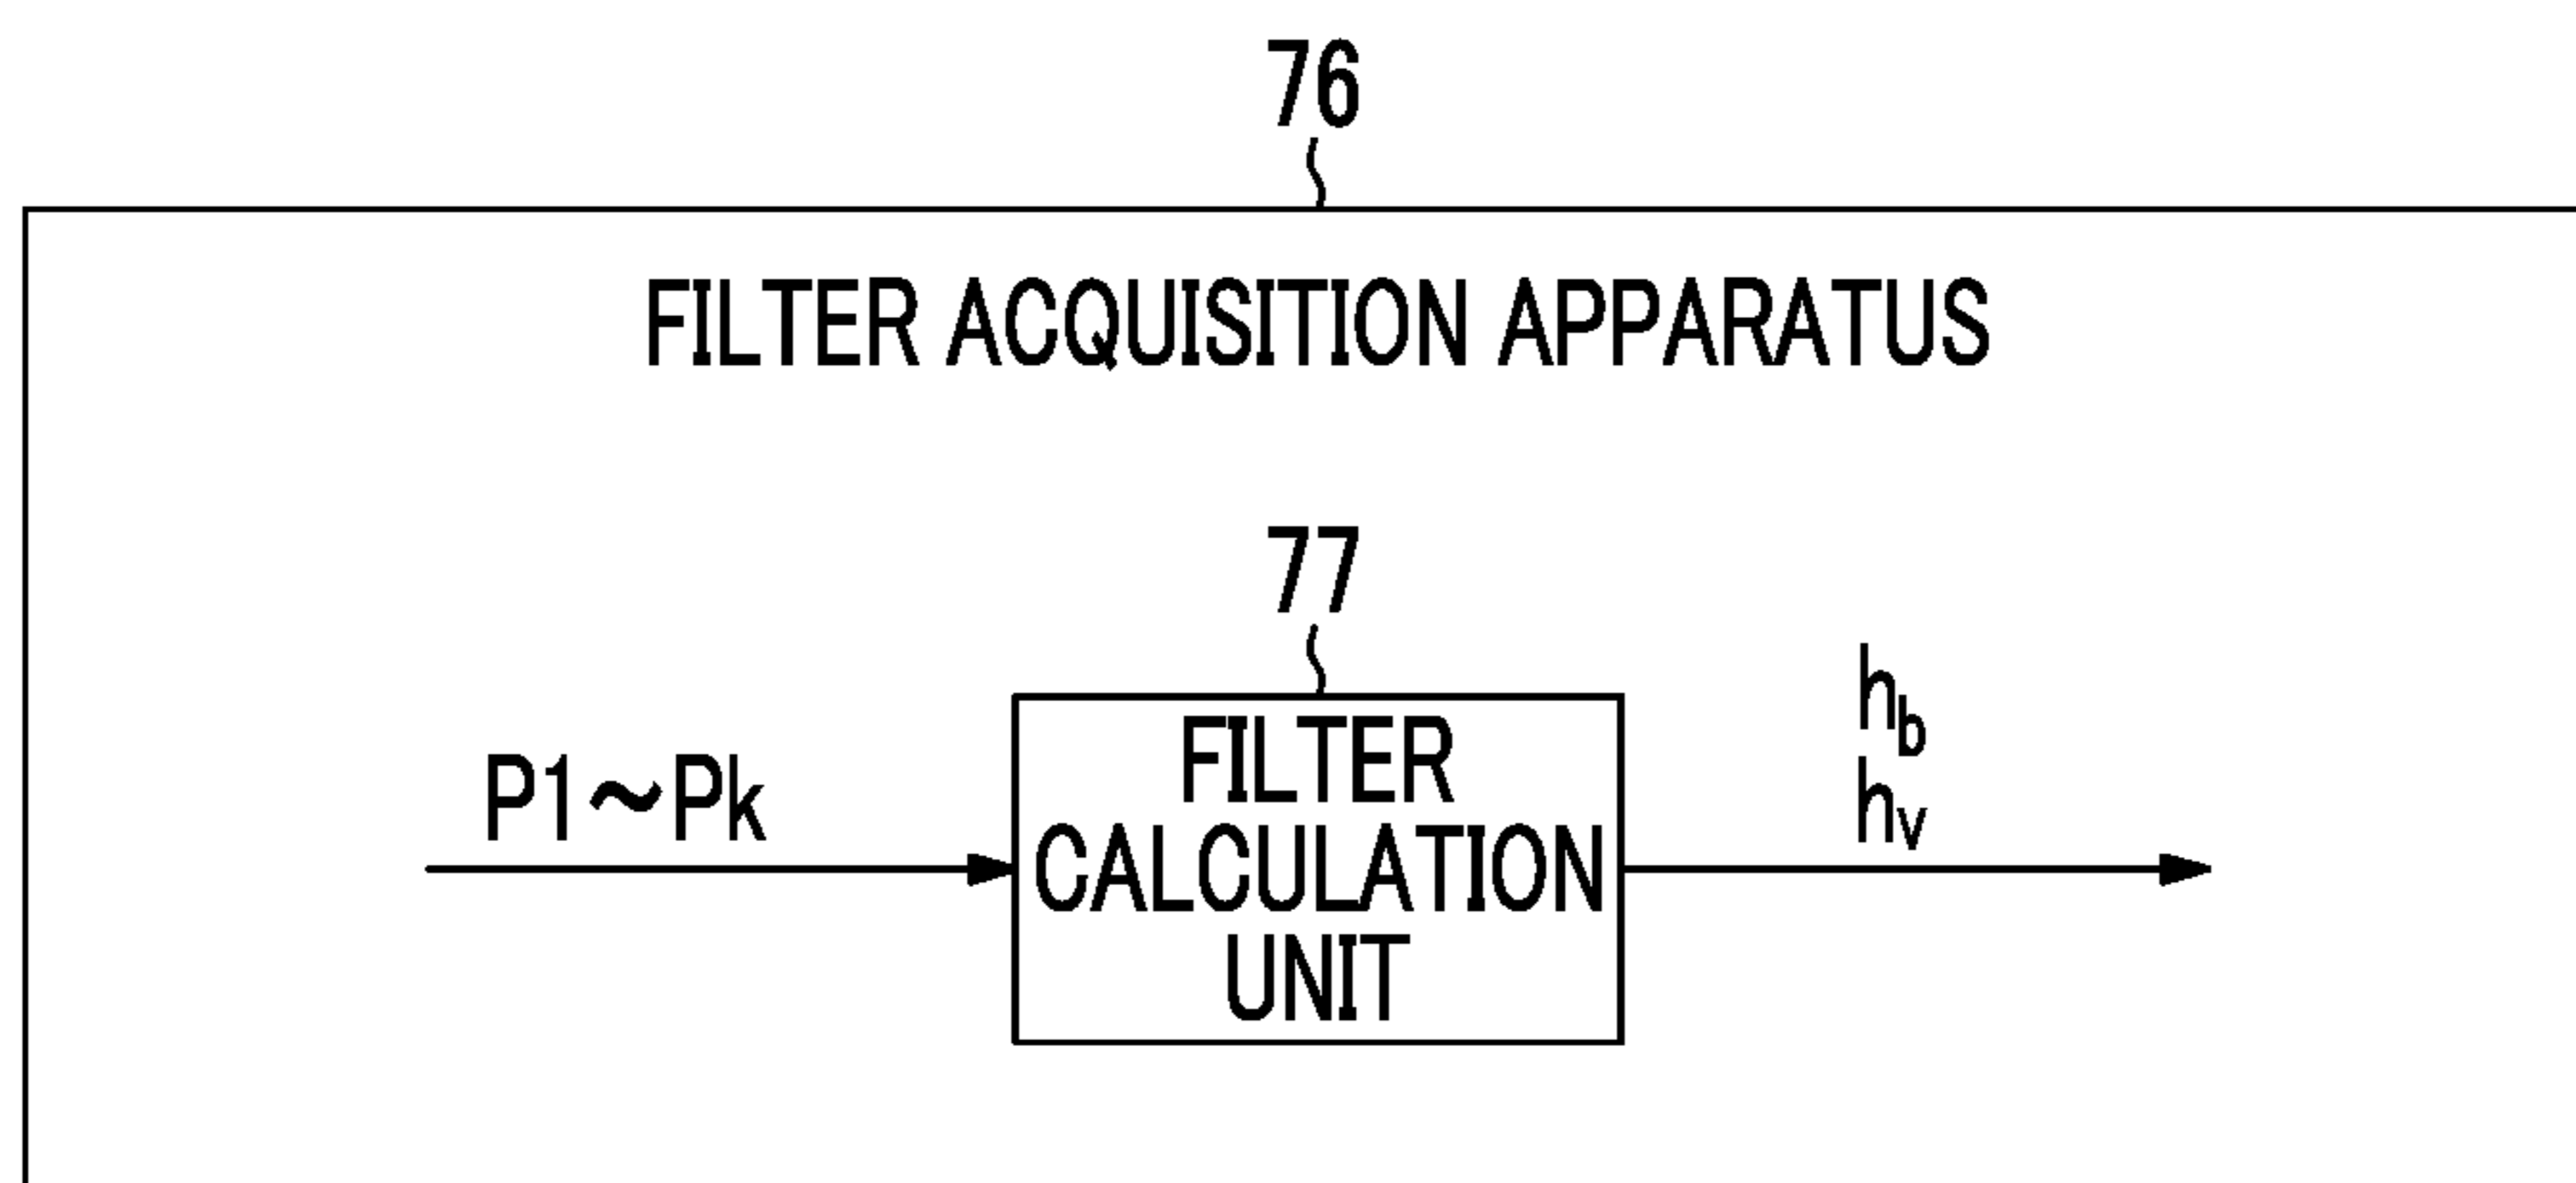 76
FILTER ACQUISITION APPARATUS
77
P1~Pk
FILTER
CALCULATION
UNIT
hb
hv